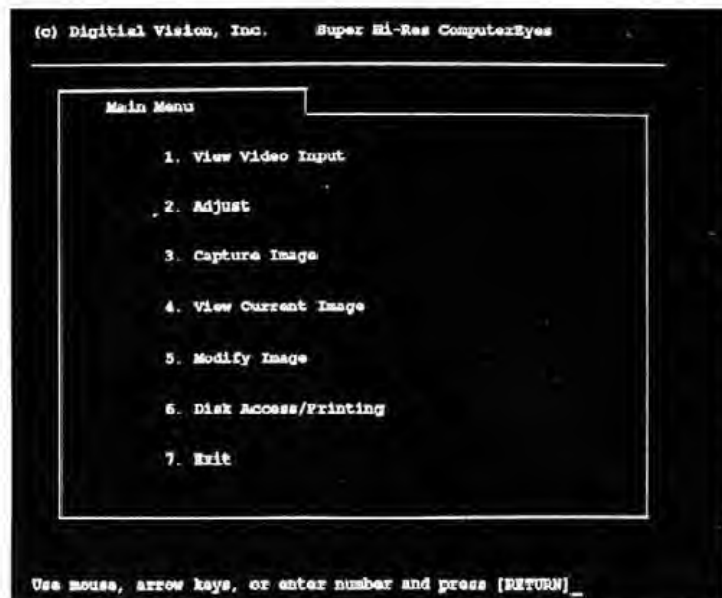 (c) Digitial Vision, Inc. Super Hi-Res ComputerEyes
Main Menu
1. View Video Input
2. Adjust
3. Capture Image
4. View Current Image
5. Modify Image
6. Disk Access/Printing
7. Exit
Use mouse, arrow keys, or enter number and press [RETURN]_